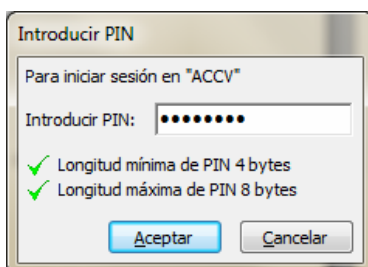 Introducir PIN
Para iniciar sesión en "ACCV"
Introducir PIN: ••••••••
Longitud mínima de PIN 4 bytes
Longitud máxima de PIN 8 bytes
Aceptar Cancelar